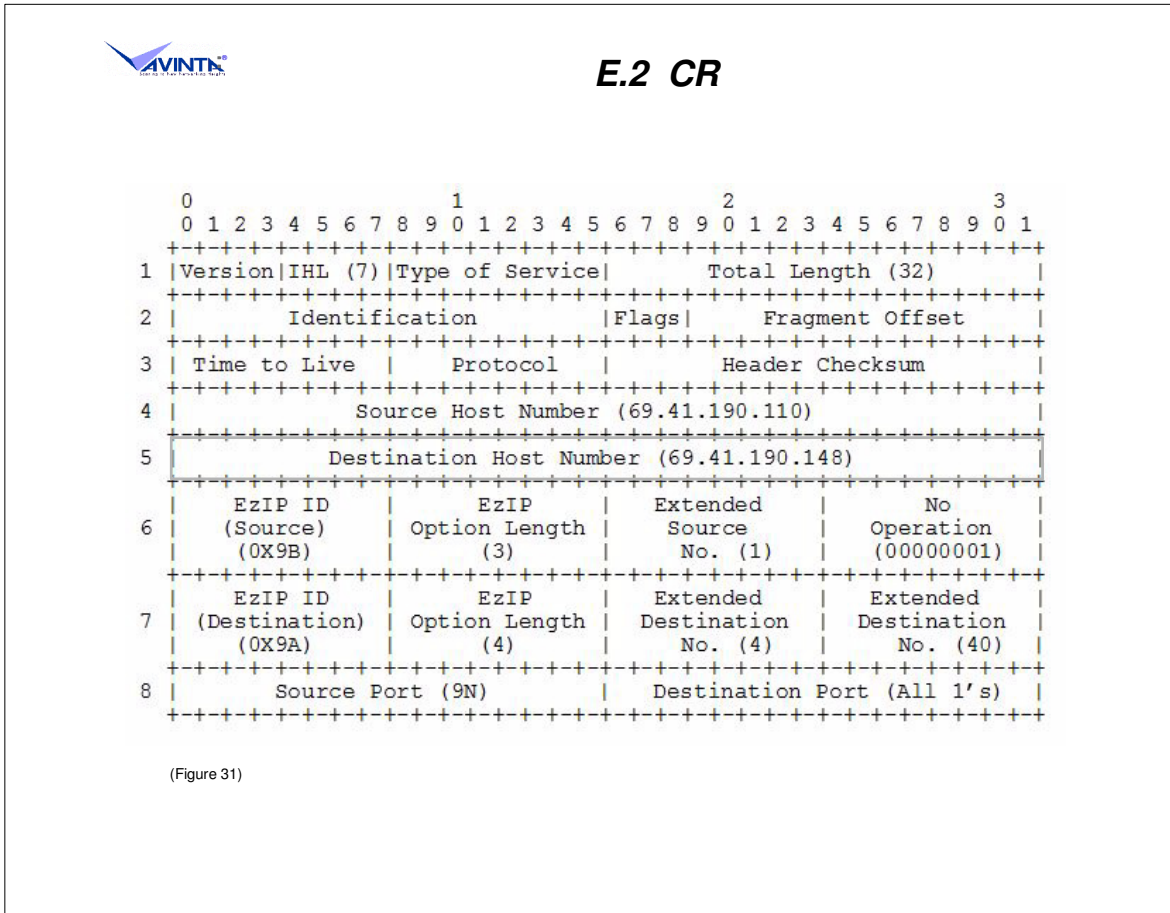 AVINTA®
E.2 CR
0 1 2 3
0 1 2 3 4 5 6 7 8 9 0 1 2 3 4 5 6 7 8 9 0 1 2 3 4 5 6 7 8 9 0 1
+-+-+-+-+-+-+-+-+-+-+-+-+-+-+-+-+-+-+-+-+-+-+-+-+-+-+-+-+-+-+-+-+
1 |Version|IHL (7)|Type of Service| Total Length (32) |
+-+-+-+-+-+-+-+-+-+-+-+-+-+-+-+-+-+-+-+-+-+-+-+-+-+-+-+-+-+-+-+-+
2 | Identification |Flags| Fragment Offset |
+-+-+-+-+-+-+-+-+-+-+-+-+-+-+-+-+-+-+-+-+-+-+-+-+-+-+-+-+-+-+-+-+
3 | Time to Live | Protocol | Header Checksum |
+-+-+-+-+-+-+-+-+-+-+-+-+-+-+-+-+-+-+-+-+-+-+-+-+-+-+-+-+-+-+-+-+
4 | Source Host Number (69.41.190.110) |
+-+-+-+-+-+-+-+-+-+-+-+-+-+-+-+-+-+-+-+-+-+-+-+-+-+-+-+-+-+-+-+-+
5 | Destination Host Number (69.41.190.148) |
+-+-+-+-+-+-+-+-+-+-+-+-+-+-+-+-+-+-+-+-+-+-+-+-+-+-+-+-+-+-+-+-+
| EzIP ID | EzIP | Extended | No |
6 | (Source) | Option Length | Source | Operation |
| (0X9B) | (3) | No. (1) | (00000001) |
+-+-+-+-+-+-+-+-+-+-+-+-+-+-+-+-+-+-+-+-+-+-+-+-+-+-+-+-+-+-+-+-+
| EzIP ID | EzIP | Extended | Extended |
7 | (Destination) | Option Length | Destination | Destination |
| (0X9A) | (4) | No. (4) | No. (40) |
+-+-+-+-+-+-+-+-+-+-+-+-+-+-+-+-+-+-+-+-+-+-+-+-+-+-+-+-+-+-+-+-+
8 | Source Port (9N) | Destination Port (All 1's) |
+-+-+-+-+-+-+-+-+-+-+-+-+-+-+-+-+-+-+-+-+-+-+-+-+-+-+-+-+-+-+-+-+
(Figure 31)